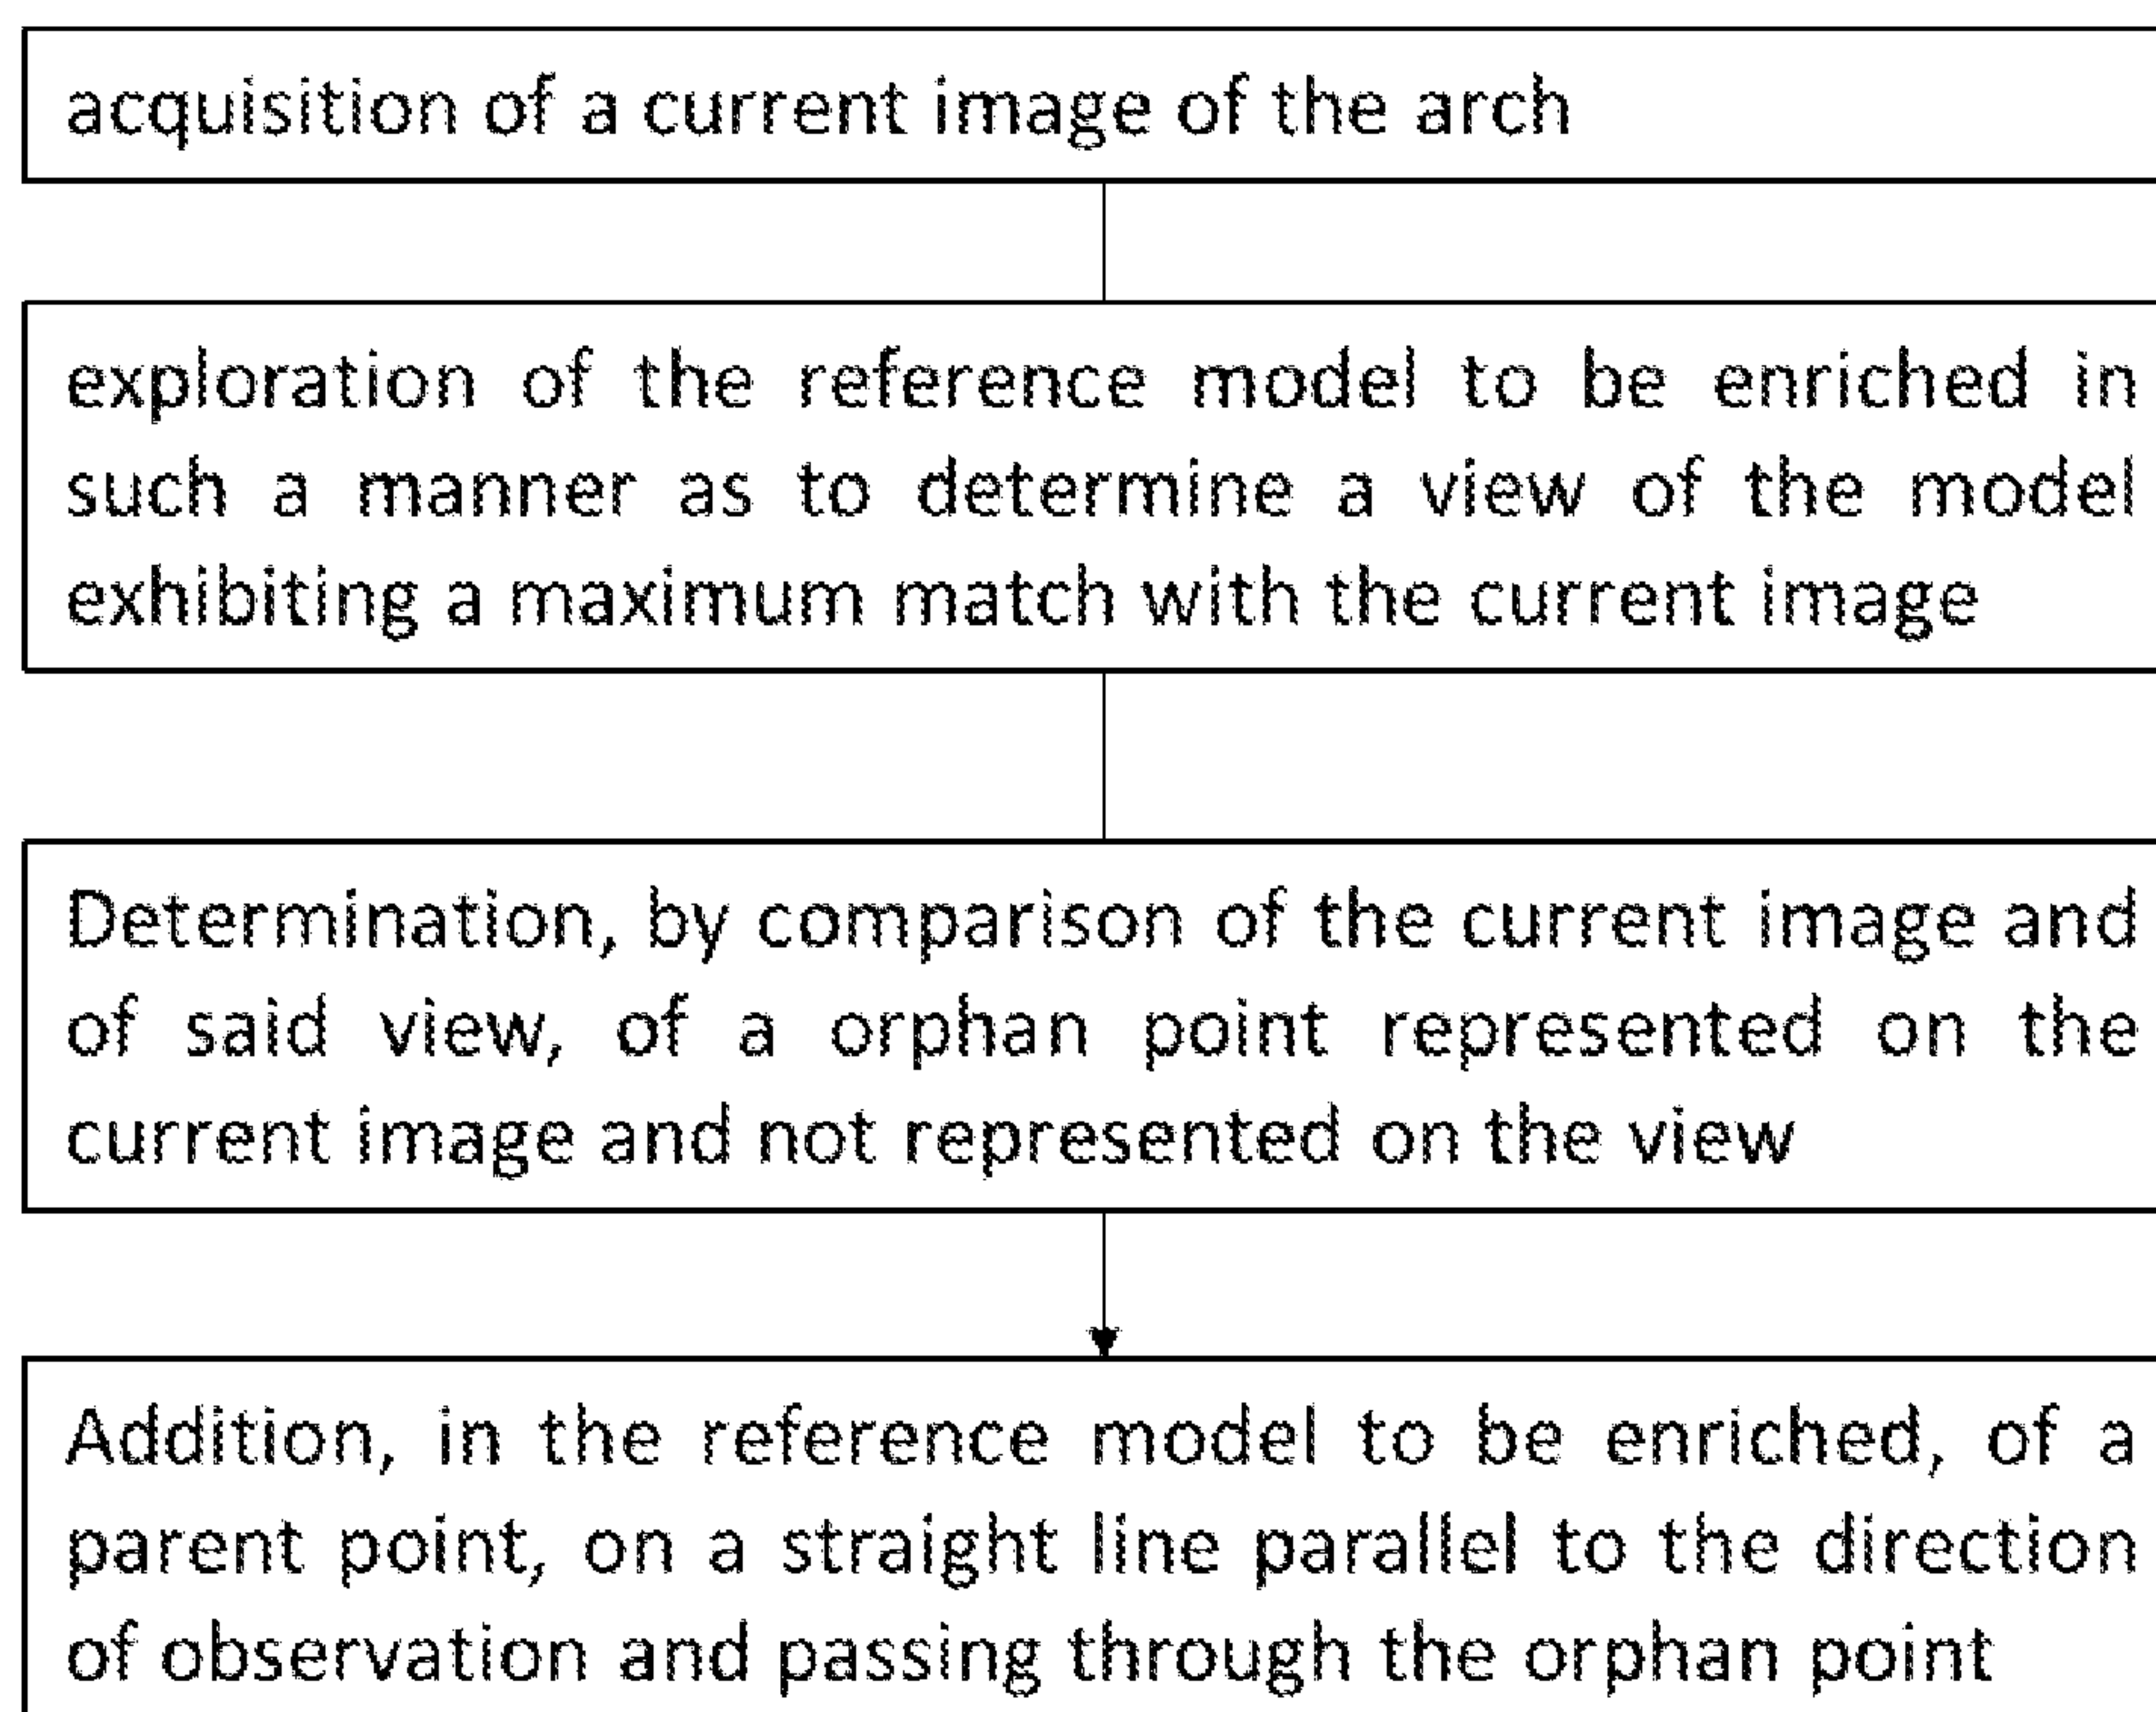 acquisition of a current image of the arch
exploration of the reference model to be enriched in
such a manner as to determine a view of the model
exhibiting a maximum match with the current image
Determination, by comparison of the current image and
of said view, of a orphan point represented on the
current image and not represented on the view
Addition, in the reference model to be enriched, of a
parent point, on a straight line parallel to the direction
of observation and passing through the orphan point